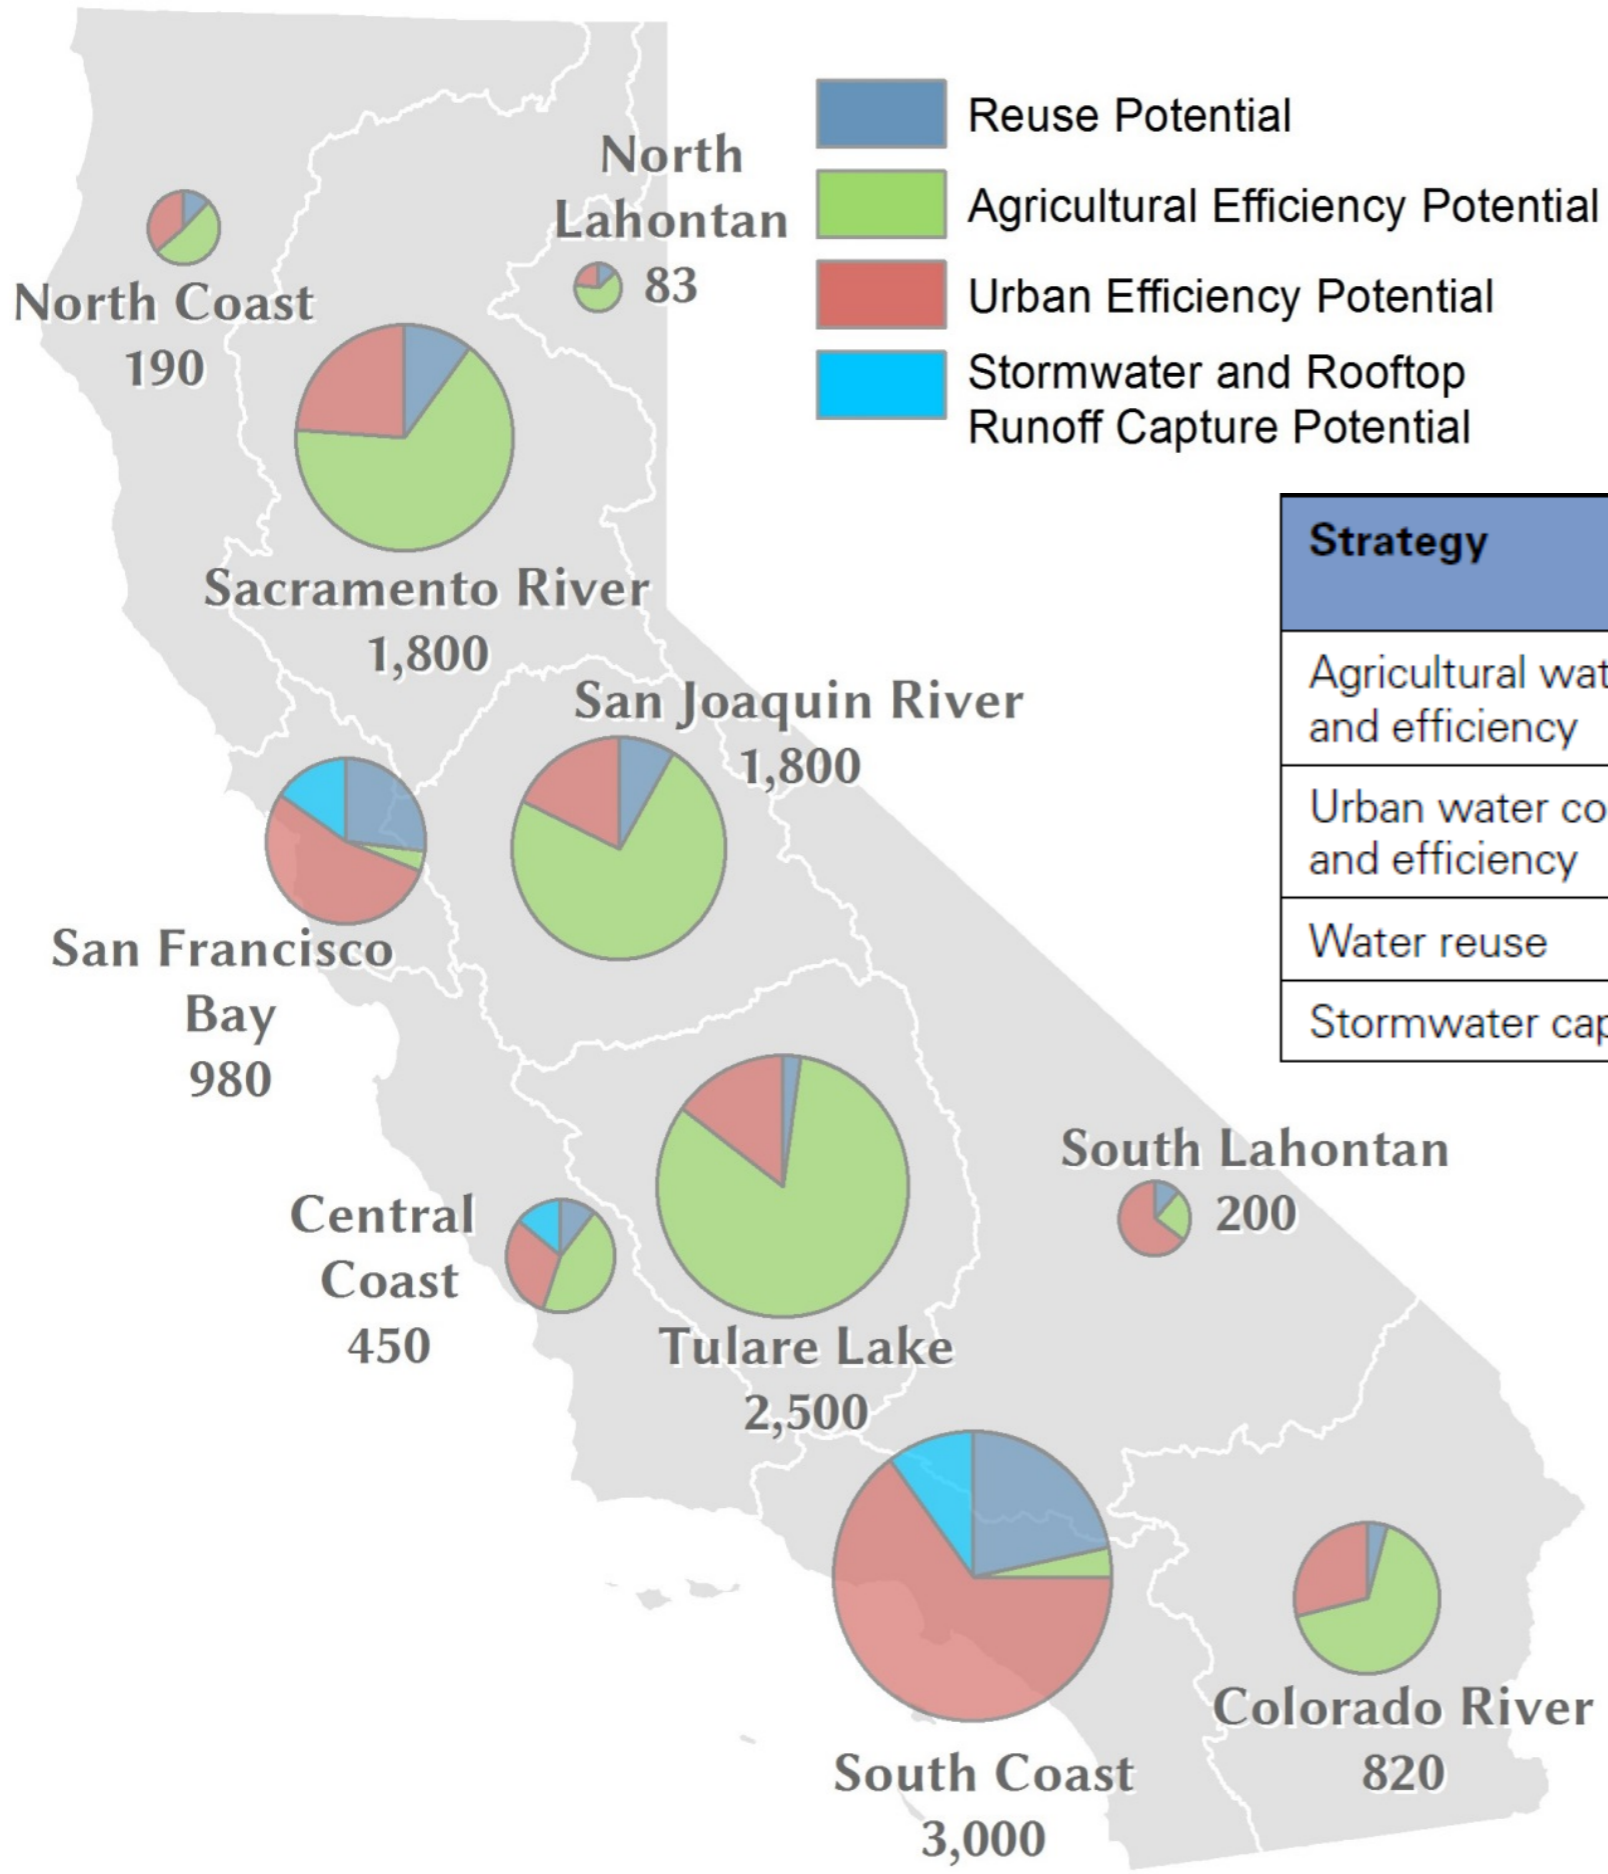 Reuse Potential
Agricultural Efficiency Potential
Urban Efficiency Potential
Stormwater and Rooftop
Runoff Capture Potential
North
Lahontan
83
North Coast
190
Sacramento River
1,800
San Joaquin River
1,800
San Francisco
Bay
980
Central
Coast
450
Tulare Lake
2,500
South Lahontan
200
South Coast
3,000
Colorado River
820
Strategy
Agricultural wat
and efficiency
Urban water co
and efficiency
Water reuse
Stormwater cap